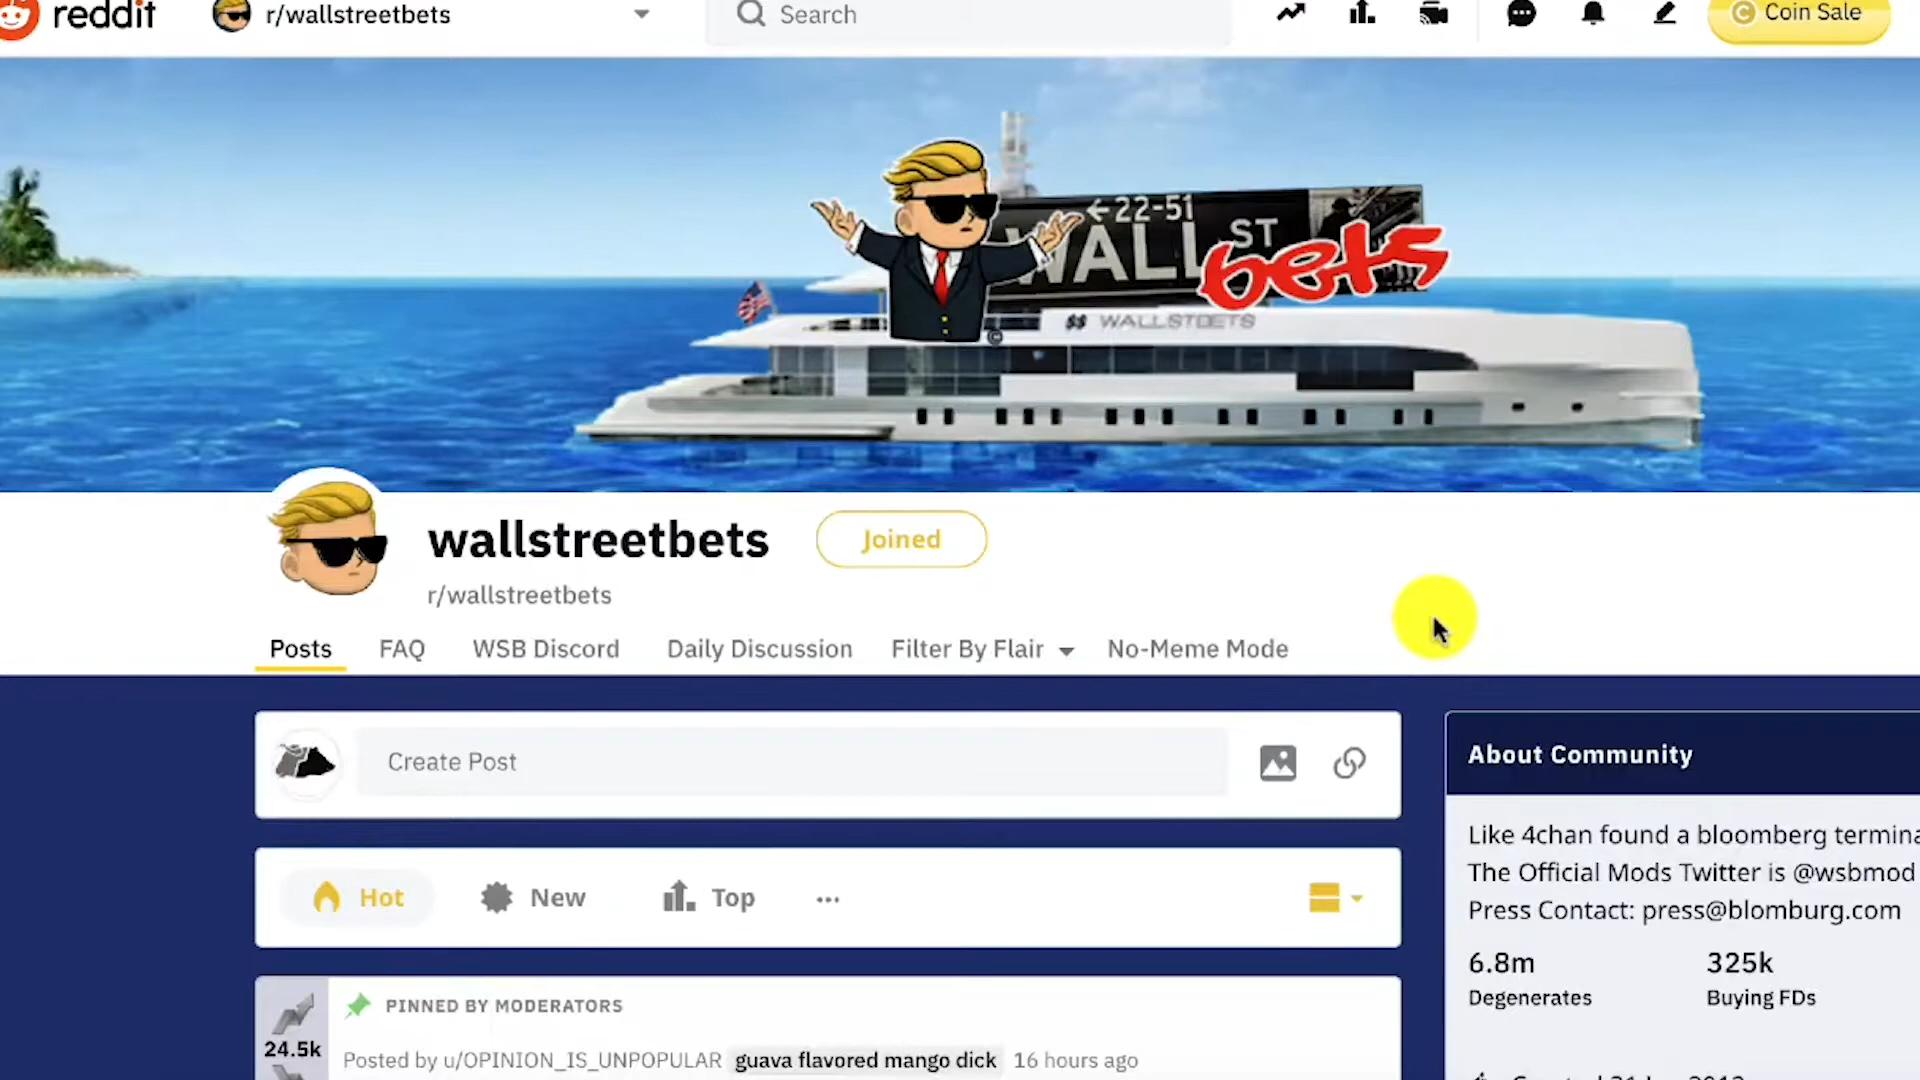 reddit
r/wallstreetbets
Search
Coin Sale
←22-51
WALL ST
bets
$$ WALLSTBETS
©
wallstreetbets
Joined
r/wallstreetbets
Posts
FAQ
WSB Discord
Daily Discussion
Filter By Flair
No-Meme Mode
Create Post
About Community
Like 4chan found a bloomberg termina
The Official Mods Twitter is @wsbmod
Press Contact: press@blomburg.com
6.8m
325k
Degenerates
Buying FDs
Hot
New
Top
PINNED BY MODERATORS
24.5k
Posted by u/OPINION_IS_UNPOPULAR guava flavored mango dick 16 hours ago